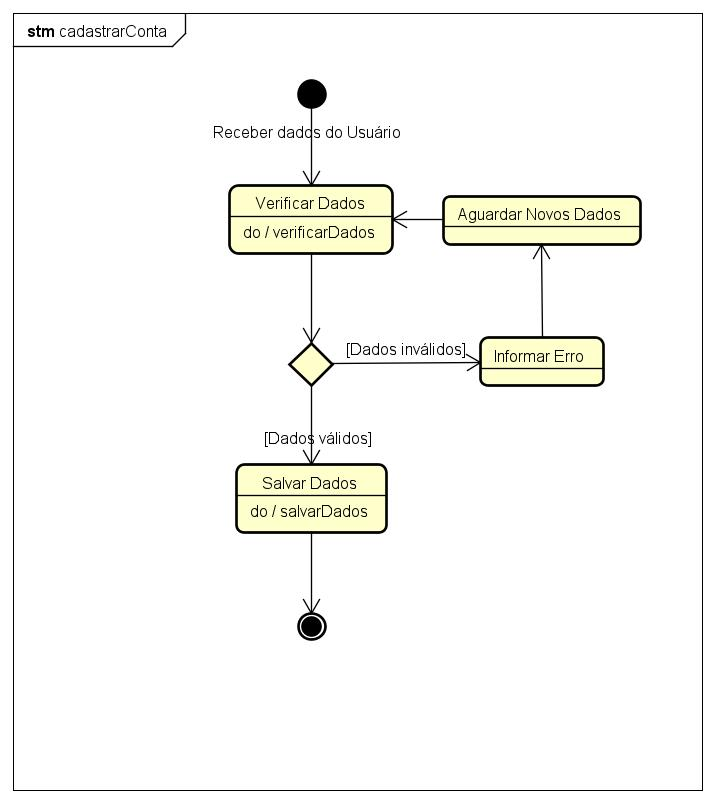 stm cadastrarConta
Receber dados do Usuário
Verificar Dados
do / verificarDados
Aguardar Novos Dados
[Dados inválidos]
Informar Erro
[Dados válidos]
Salvar Dados
do / salvarDados